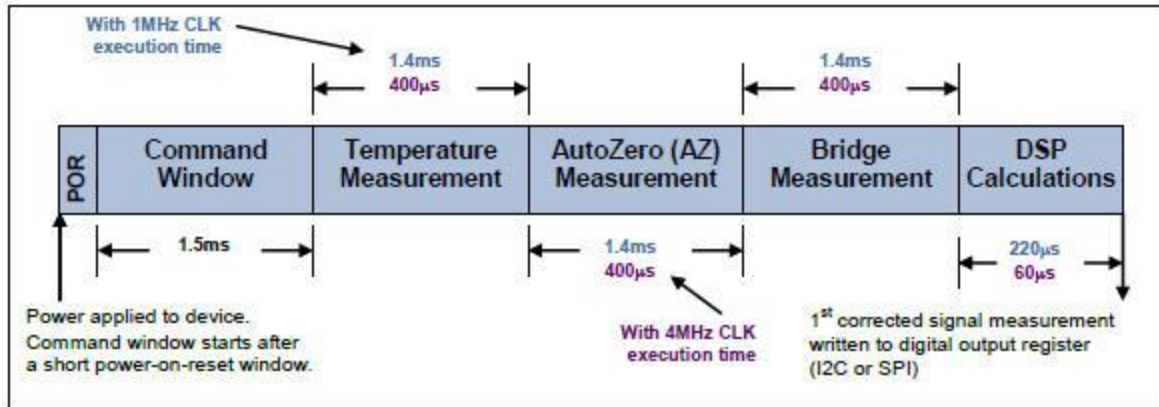 With 1MHz CLK
execution time
1.4ms
400µs
1.4ms
400µs
POR
Command
Window
Temperature
Measurement
AutoZero (AZ)
Measurement
Bridge
Measurement
DSP
Calculations
1.5ms
1.4ms
400µs
220µs
60µs
Power applied to device.
Command window starts after
a short power-on-reset window.
With 4MHz CLK
execution time
1st corrected signal measurement
written to digital output register
(I2C or SPI)